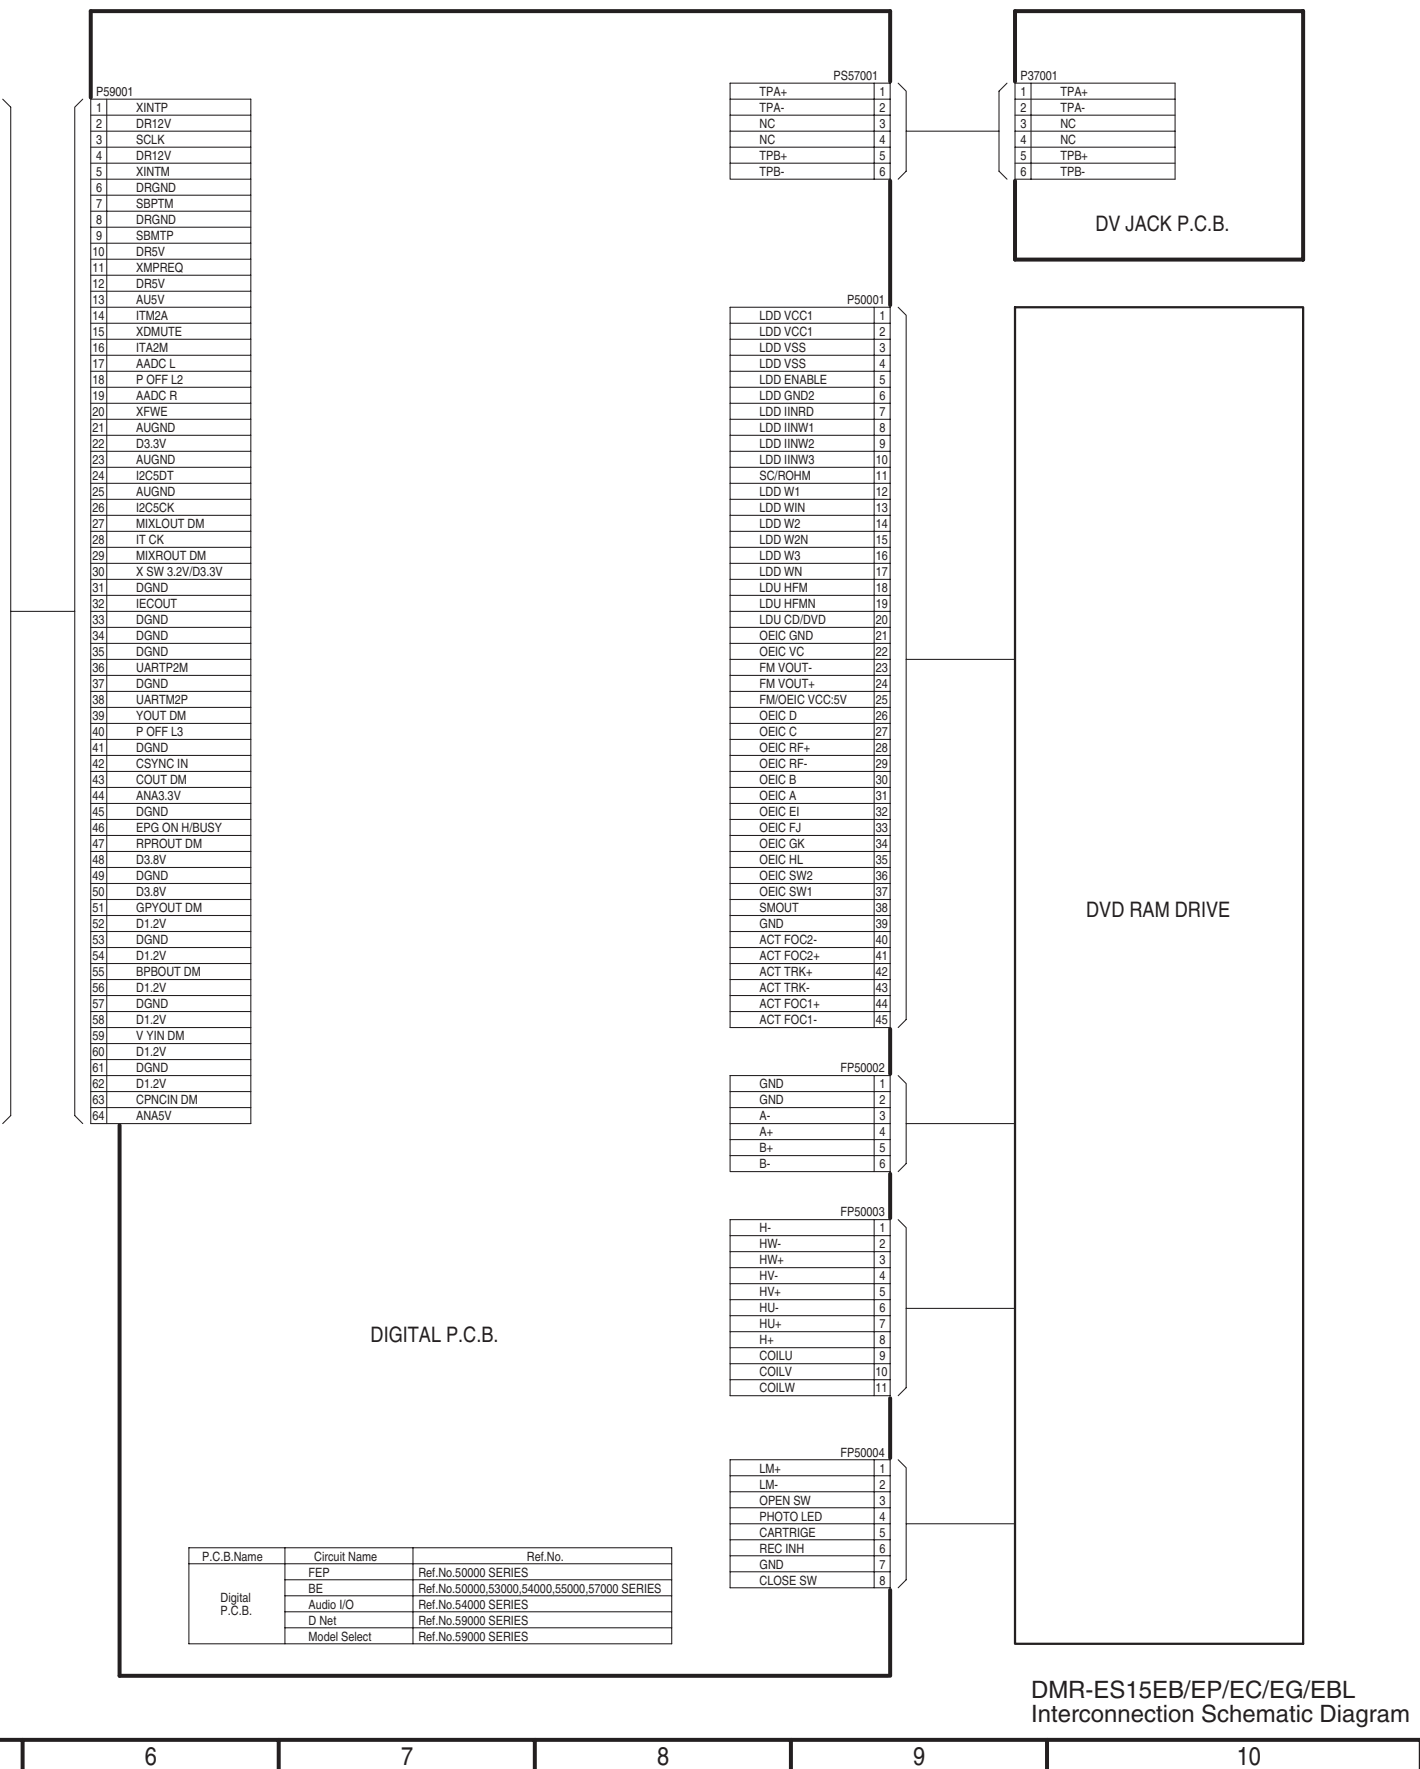 P59001
1 XINTP
2 DR12V
3 SCLK
4 DR12V
5 XINTM
6 DRGND
7 SBPTM
8 DRGND
9 SBMTP
10 DR5V
11 XMPREQ
12 DR5V
13 AU5V
14 ITM2A
15 XDMUTE
16 ITA2M
17 AADC L
18 P OFF L2
19 AADC R
20 XFWE
21 AUGND
22 D3.3V
23 AUGND
24 I2C5DT
25 AUGND
26 I2C5CK
27 MIXLOUT DM
28 IT CK
29 MIXROUT DM
30 X SW 3.2V/D3.3V
31 DGND
32 IECOUT
33 DGND
34 DGND
35 DGND
36 UARTP2M
37 DGND
38 UARTM2P
39 YOUT DM
40 P OFF L3
41 DGND
42 CSYNC IN
43 COUT DM
44 ANA3.3V
45 DGND
46 EPG ON H/BUSY
47 RPROUT DM
48 D3.8V
49 DGND
50 D3.8V
51 GPYOUT DM
52 D1.2V
53 DGND
54 D1.2V
55 BPBOUT DM
56 D1.2V
57 DGND
58 D1.2V
59 V YIN DM
60 D1.2V
61 DGND
62 D1.2V
63 CPNCIN DM
64 ANA5V
PS57001
TPA+ 1
TPA- 2
NC 3
NC 4
TPB+ 5
TPB- 6
P37001
1 TPA+
2 TPA-
3 NC
4 NC
5 TPB+
6 TPB-
DV JACK P.C.B.
P50001
LDD VCC1 1
LDD VCC1 2
LDD VSS 3
LDD VSS 4
LDD ENABLE 5
LDD GND2 6
LDD IINRD 7
LDD IINW1 8
LDD IINW2 9
LDD IINW3 10
SC/ROHM 11
LDD W1 12
LDD WIN 13
LDD W2 14
LDD W2N 15
LDD W3 16
LDD WN 17
LDU HFM 18
LDU HFMN 19
LDU CD/DVD 20
OEIC GND 21
OEIC VC 22
FM VOUT- 23
FM VOUT+ 24
FM/OEIC VCC:5V 25
OEIC D 26
OEIC C 27
OEIC RF+ 28
OEIC RF- 29
OEIC B 30
OEIC A 31
OEIC EI 32
OEIC FJ 33
OEIC GK 34
OEIC HL 35
OEIC SW2 36
OEIC SW1 37
SMOUT 38
GND 39
ACT FOC2- 40
ACT FOC2+ 41
ACT TRK+ 42
ACT TRK- 43
ACT FOC1+ 44
ACT FOC1- 45
DVD RAM DRIVE
FP50002
GND 1
GND 2
A- 3
A+ 4
B+ 5
B- 6
FP50003
H- 1
HW- 2
HW+ 3
HV- 4
HV+ 5
HU- 6
HU+ 7
H+ 8
COILU 9
COILV 10
COILW 11
DIGITAL P.C.B.
FP50004
LM+ 1
LM- 2
OPEN SW 3
PHOTO LED 4
CARTRIGE 5
REC INH 6
GND 7
CLOSE SW 8
P.C.B.Name Circuit Name Ref.No.
Digital P.C.B.
FEP Ref.No.50000 SERIES
BE Ref.No.50000,53000,54000,55000,57000 SERIES
Audio I/O Ref.No.54000 SERIES
D Net Ref.No.59000 SERIES
Model Select Ref.No.59000 SERIES
DMR-ES15EB/EP/EC/EG/EBL
Interconnection Schematic Diagram
6 7 8 9 10